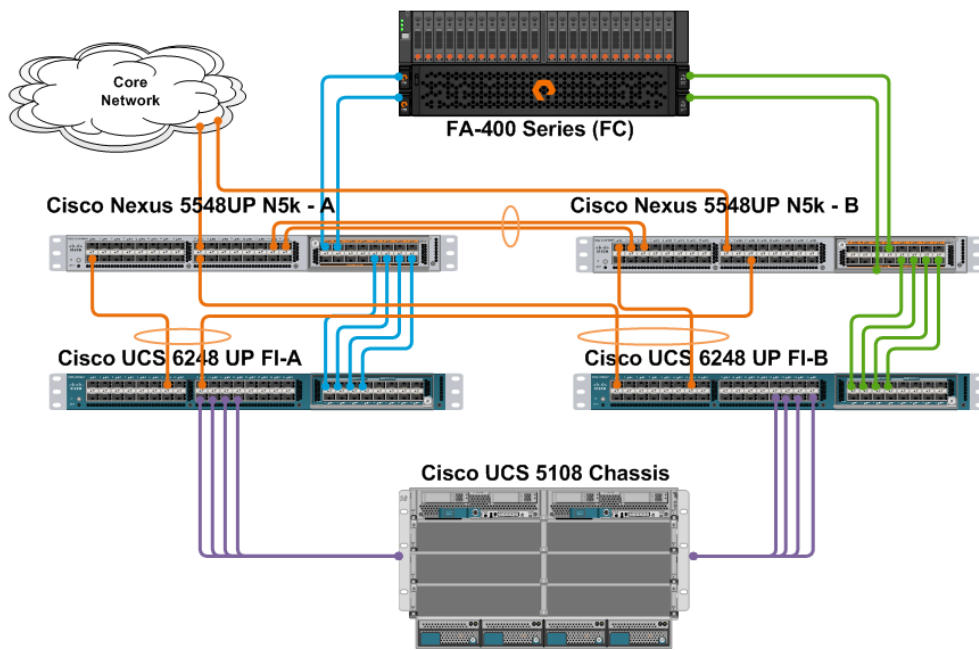 Core
Network
FA-400 Series (FC)
Cisco Nexus 5548UP N5k - A
Cisco Nexus 5548UP N5k - B
Cisco UCS 6248 UP FI-A
Cisco UCS 6248 UP FI-B
Cisco UCS 5108 Chassis